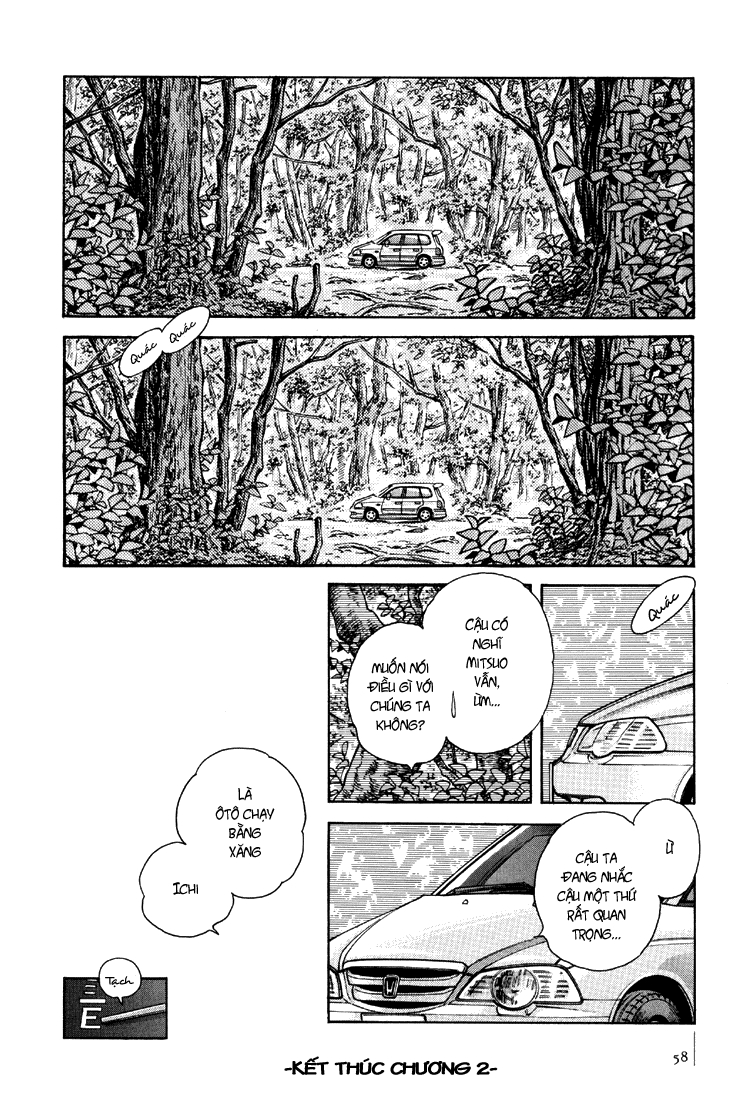 QUÁC
QUÁC
QUÁC
CẬU CÓ
NGHĨ
MITSUO
VẪN,
ỪM...
MUỐN NÓI
ĐIỀU GÌ VỚI
CHÚNG TA
KHÔNG?
Ừ
CẬU TA
ĐANG NHẮC
CẬU MỘT THỨ
RẤT QUAN
TRỌNG...
LÀ
ÔTÔ CHẠY
BẰNG
XĂNG
ICHI
TẠCH
E
-KẾT THÚC CHƯƠNG 2-
58